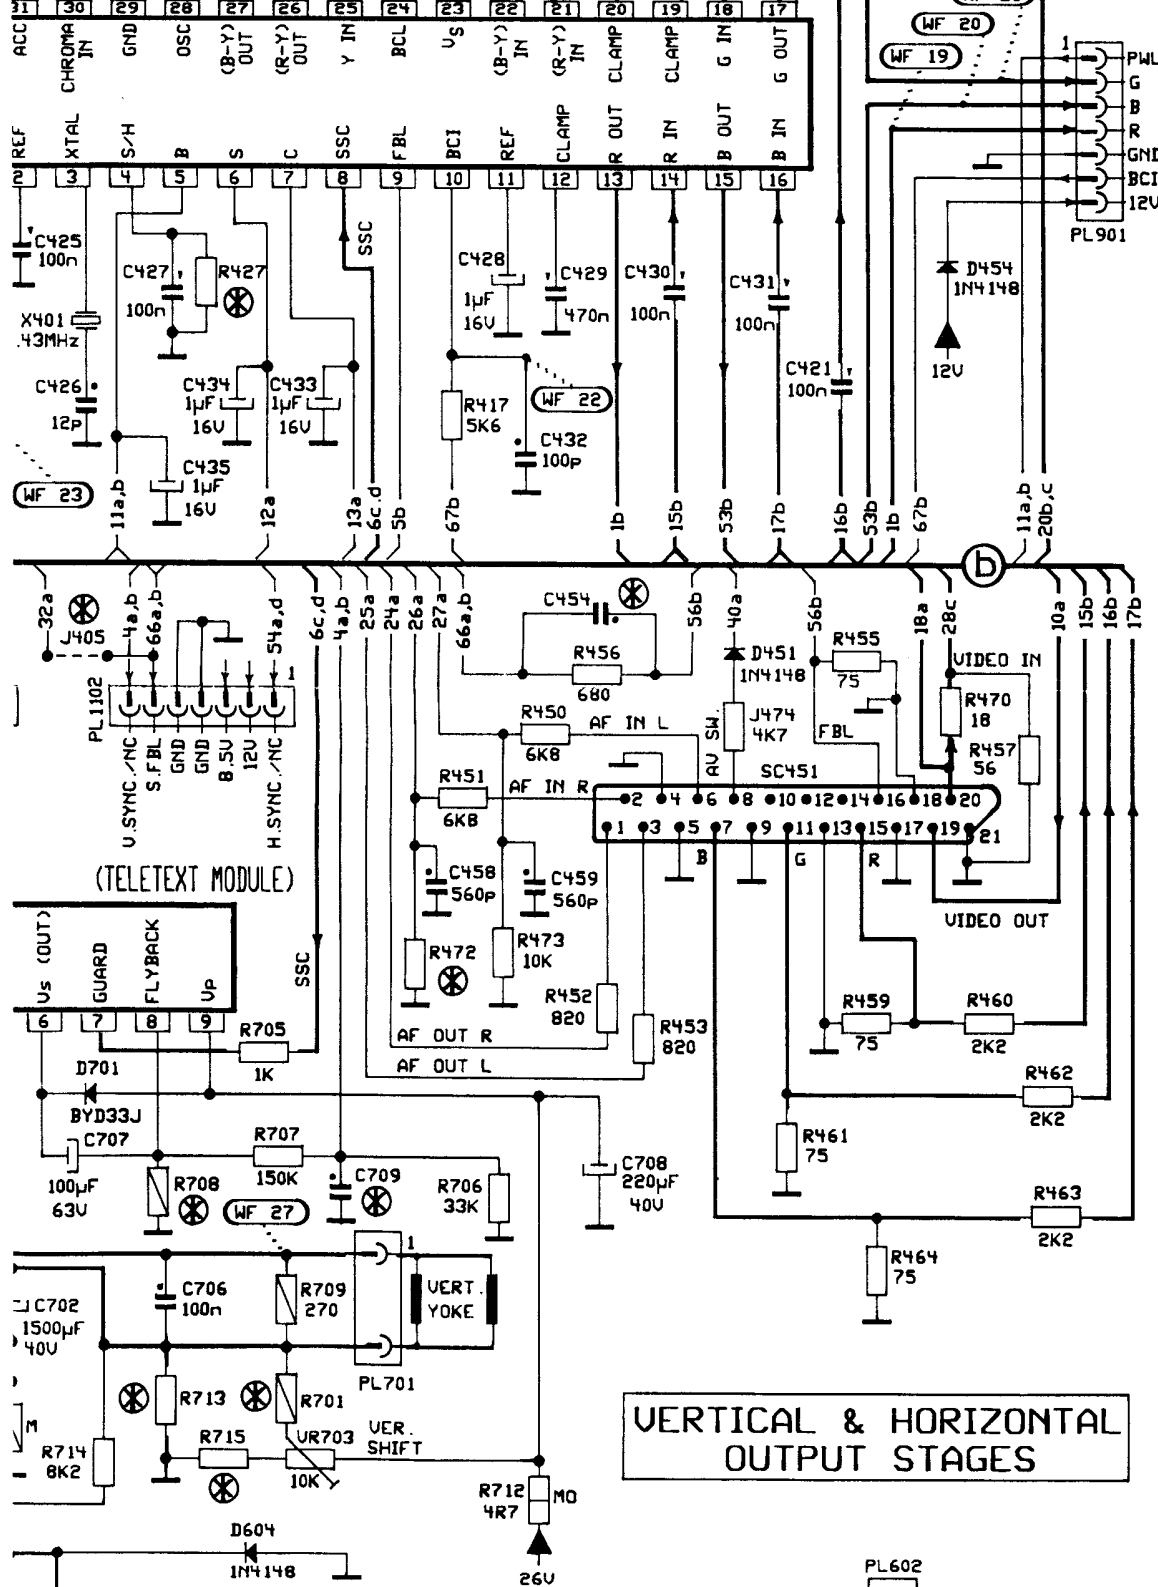 31 30 29 28 27 26 25 24 23 22 21 20 19 18 17
ACC
CHROMA IN
GND
OSC
(B-Y) OUT
(R-Y) OUT
Y IN
BCL
VS
(B-Y) IN
(R-Y) IN
CLAMP
CLAMP
G IN
G OUT
REF
XTAL
S/H
B
S
C
SSC
FBL
BCI
REF
CLAMP
R OUT
R IN
B OUT
B IN
2 3 4 5 6 7 8 9 10 11 12 13 14 15 16
WF 20
WF 19
1
PWL
G
B
R
GND
BCI
12V
PL901
C425
100n
C427
100n
R427
SSC
C428
1µF
16V
C429
470n
C430
100n
C431
100n
D454
1N4148
12V
X401
.43MHz
C426
12p
C434
1µF
16V
C433
1µF
16V
R417
5K6
WF 22
C432
100p
C421
100n
WF 23
C435
1µF
16V
11a,b
12a
13a
6c,d
5b
67b
1b
15b
53b
17b
16b
53b
1b
67b
11a,b
20b,c
b
32a
4a,b
66a,b
54a,d
6c,d
4a,b
25a
24a
26a
27a
66a,b
56b
40a
56b
18a
28c
10a
15b
16b
17b
J405
C454
R456
680
D451
1N4148
R455
75
VIDEO IN
R470
18
R457
56
PL1102
1
V.SYNC./NC
S.FBL
GND
GND
8.5V
12V
H.SYNC./NC
R450
6K8
AF IN L
AV SW.
J474
4K7
FBL
SC451
R451
6K8
AF IN R
2 4 6 8 10 12 14 16 18 20
1 3 5 7 9 11 13 15 17 19 21
B
G
R
(TELETEXT MODULE)
C458
560p
C459
560p
VIDEO OUT
Vs (OUT)
GUARD
FLYBACK
Vp
6 7 8 9
SSC
R472
R473
10K
R452
820
R453
820
R459
75
R460
2K2
R705
1K
AF OUT R
AF OUT L
D701
BYD33J
R462
2K2
C707
100µF
63V
R707
150K
R461
75
R708
C709
R706
33K
C708
220µF
40V
R463
2K2
WF 27
R464
75
1
C706
100n
R709
270
VERT.
YOKE
C702
1500µF
40V
PL701
R713
R701
M
R714
8K2
R715
VR703
10K
VER.
SHIFT
VERTICAL & HORIZONTAL
OUTPUT STAGES
R712
4R7
MO
D604
1N4148
26V
PL602